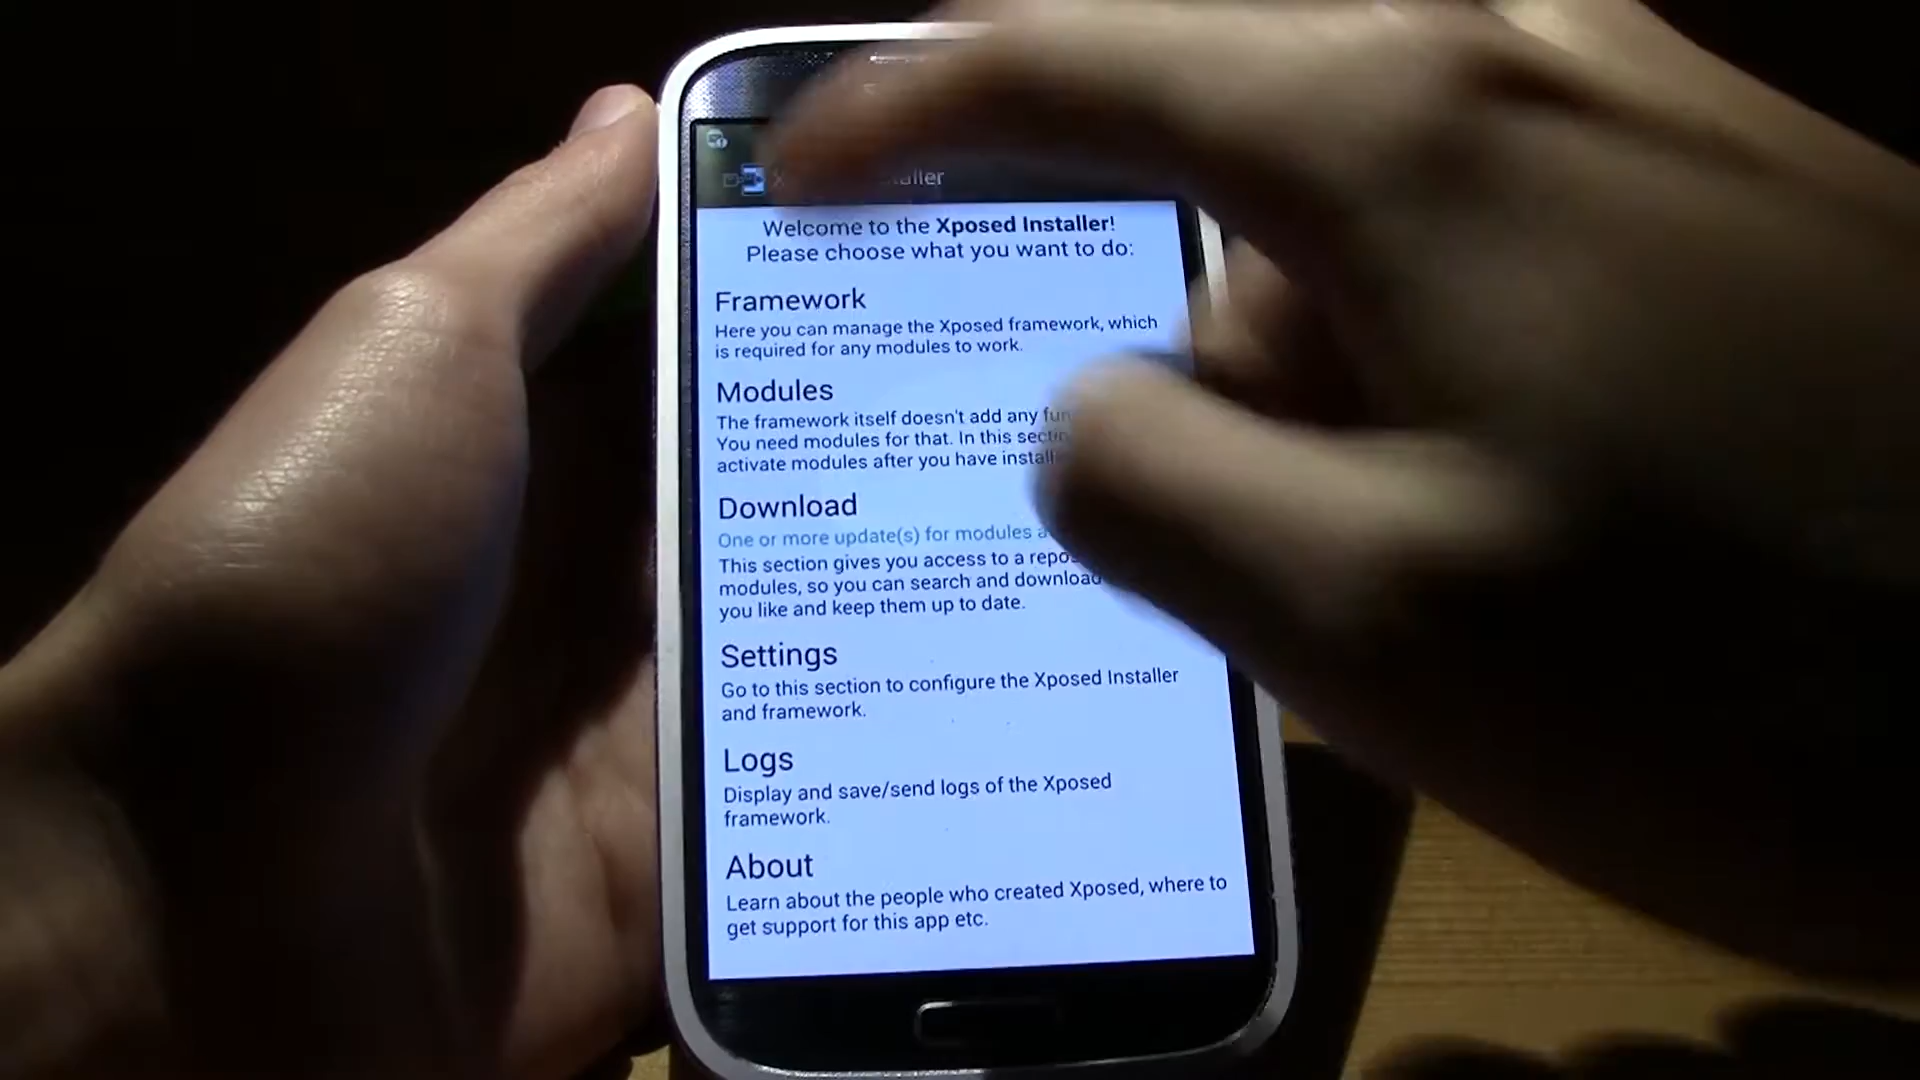 Welcome to the Xposed Installer!
Please choose what you want to do:
Framework
Here you can manage the Xposed framework, which
is required for any modules to work.
Modules
The framework itself doesn't add any
You need modules for that. In this
activate modules after you have
Download
One or more update(s) for modules
This section gives you access to a
modules, so you can search and download
you like and keep them up to date.
Settings
Go to this section to configure the Xposed Installer
and framework.
Logs
Display and save/send logs of the Xposed
framework.
About
Learn about the people who created Xposed, where to
get support for this app etc.